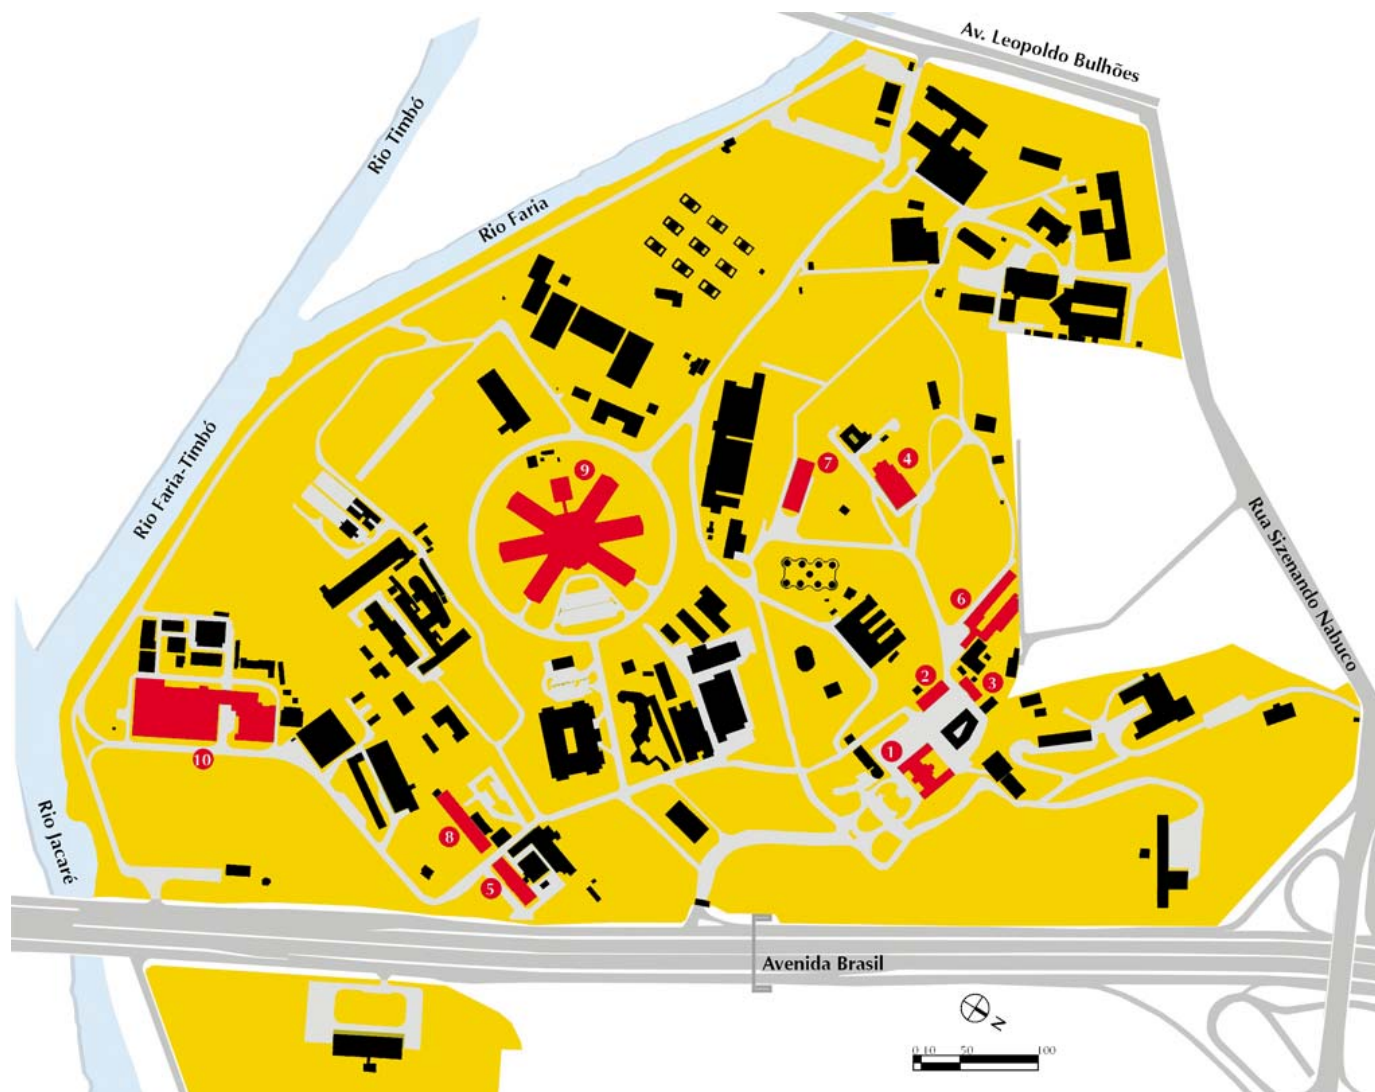 Av. Leopoldo Bulhões
Rio Timbó
Rio Faria
Rio Faria-Timbó
9
7
4
Rua Sizenando Nabuco
6
2
3
1
10
8
5
Rio Jacaré
Avenida Brasil
N
0 10 50 100